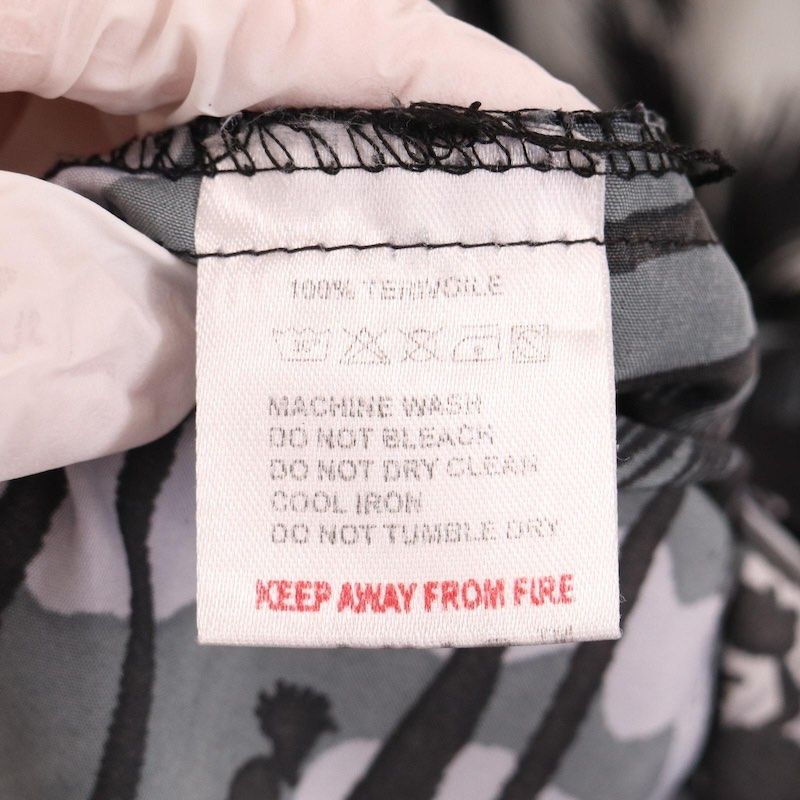 100% TERIVOILE
MACHINE WASH
DO NOT BLEACH
DO NOT DRY CLEAN
COOL IRON
DO NOT TUMBLE DRY
KEEP AWAY FROM FIRE